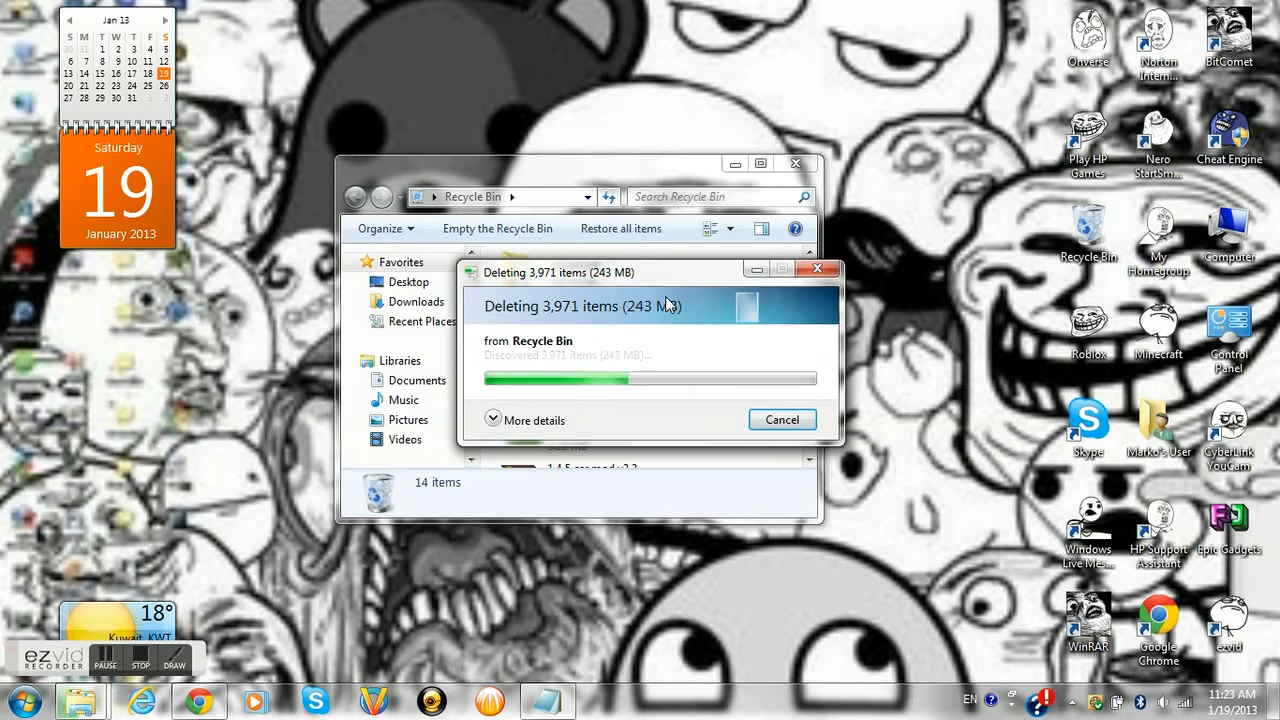 Jan 13
S M T W T F S
30 31 1 2 3 4 5
6 7 8 9 10 11 12
13 14 15 16 17 18 19
20 21 22 23 24 25 26
27 28 29 30 31 1 2
Saturday
19
January 2013
18°
Kuwait, KWT
ezvid
RECORDER
PAUSE
STOP
DRAW
Recycle Bin
Search Recycle Bin
Organize
Empty the Recycle Bin
Restore all items
Favorites
Desktop
Downloads
Recent Places
Libraries
Documents
Music
Pictures
Videos
14 items
Deleting 3,971 items (243 MB)
Deleting 3,971 items (243 MB)
from Recycle Bin
Discovered 3,971 items (243 MB)...
More details
Cancel
Onverse
Norton
Intern...
BitComet
Play HP
Games
Nero
StartSm...
Cheat Engine
Recycle Bin
My
Homegroup
Computer
Roblox
Minecraft
Control
Panel
Skype
Marko's User
CyberLink
YouCam
Windows
Live Mes...
HP Support
Assistant
Epic Gadgets
WinRAR
Google
Chrome
ezvid
EN
11:23 AM
1/19/2013